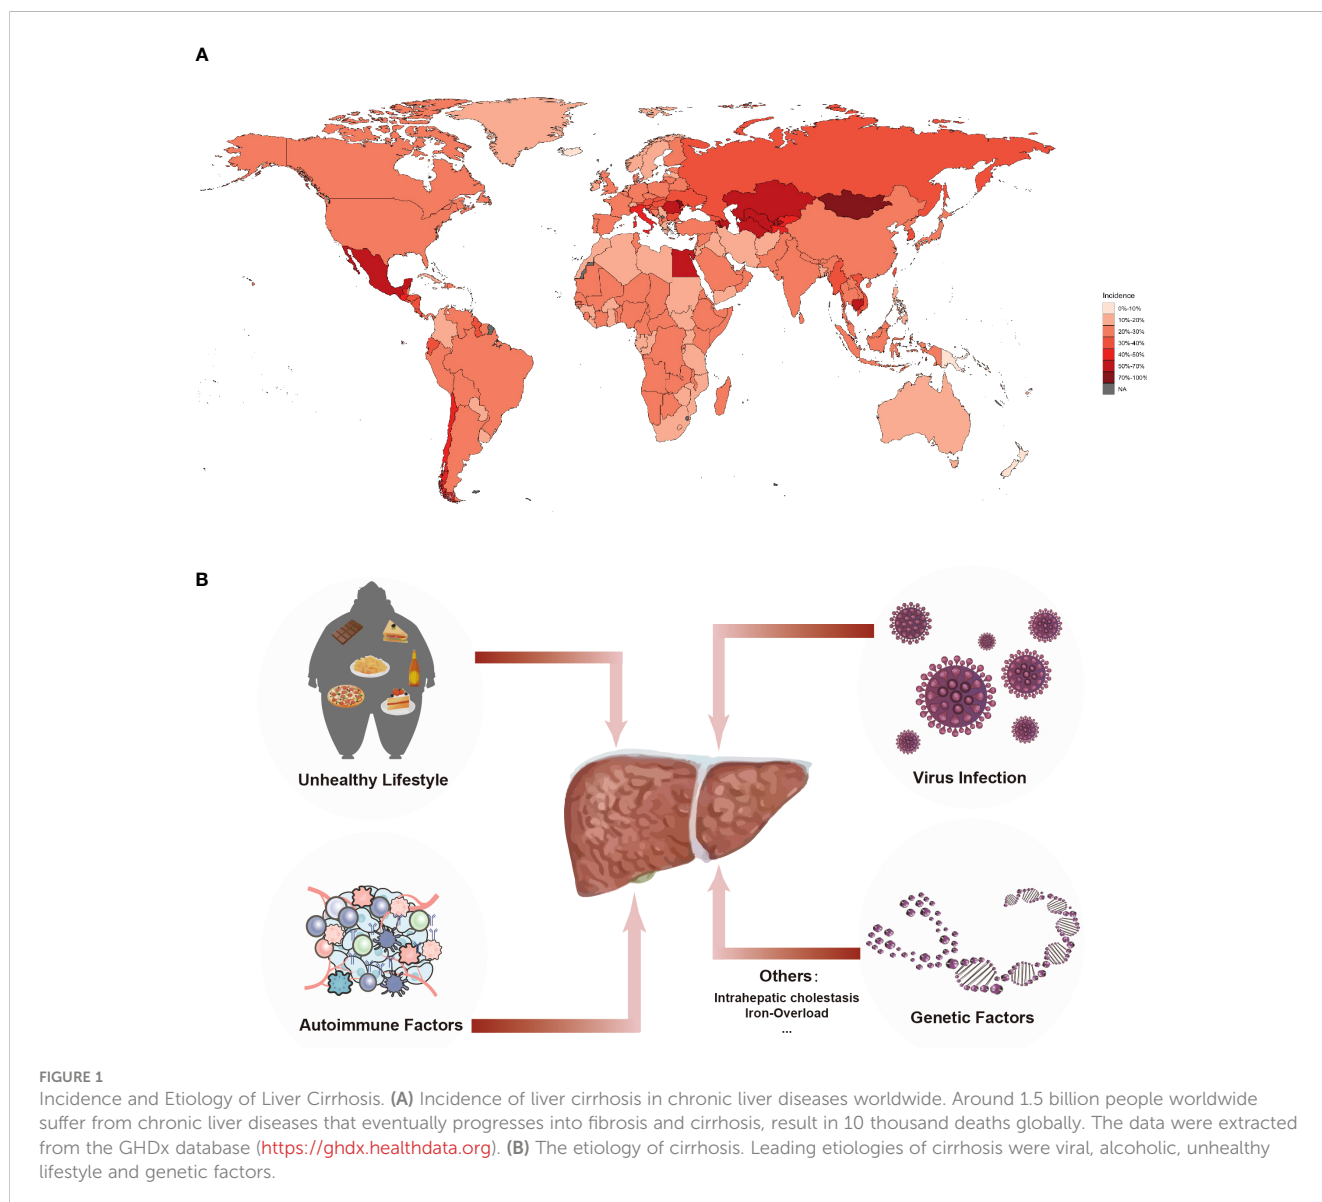 A
Incidence
0%-10%
10%-20%
20%-30%
30%-40%
40%-50%
50%-70%
70%-100%
NA
B
Unhealthy Lifestyle
Virus Infection
Autoimmune Factors
Others:
Intrahepatic cholestasis
Iron-Overload
...
Genetic Factors
FIGURE 1
Incidence and Etiology of Liver Cirrhosis. (A) Incidence of liver cirrhosis in chronic liver diseases worldwide. Around 1.5 billion people worldwide
suffer from chronic liver diseases that eventually progresses into fibrosis and cirrhosis, result in 10 thousand deaths globally. The data were extracted
from the GHDx database (https://ghdx.healthdata.org). (B) The etiology of cirrhosis. Leading etiologies of cirrhosis were viral, alcoholic, unhealthy
lifestyle and genetic factors.